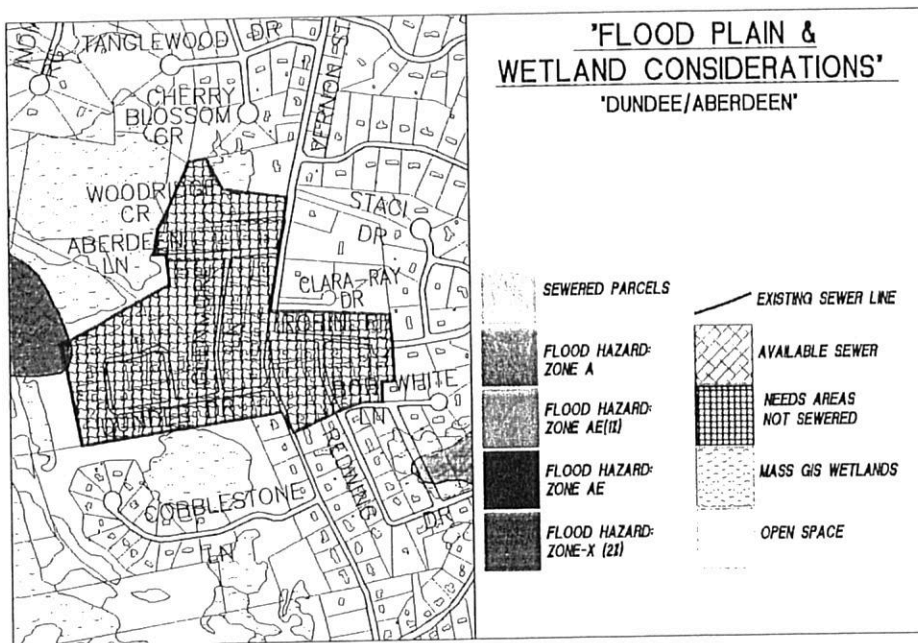 'FLOOD PLAIN &
WETLAND CONSIDERATIONS'
'DUNDEE/ABERDEEN'
TANGLEWOOD DR
CHERRY
BLOSSOM
CR
VERNON ST
WOODRIDGE
CR
ABERDEEN
LN
STACI
DR
CLARA-RAY
DR
DUNDEE DR
BOB WHITE
LN
REDWING
DR
COBBLESTONE
LN
SEWERED PARCELS
FLOOD HAZARD:
ZONE A
FLOOD HAZARD:
ZONE AE(1%)
FLOOD HAZARD:
ZONE AE
FLOOD HAZARD:
ZONE-X (2%)
EXISTING SEWER LINE
AVAILABLE SEWER
NEEDS AREAS
NOT SEWERED
MASS GIS WETLANDS
OPEN SPACE